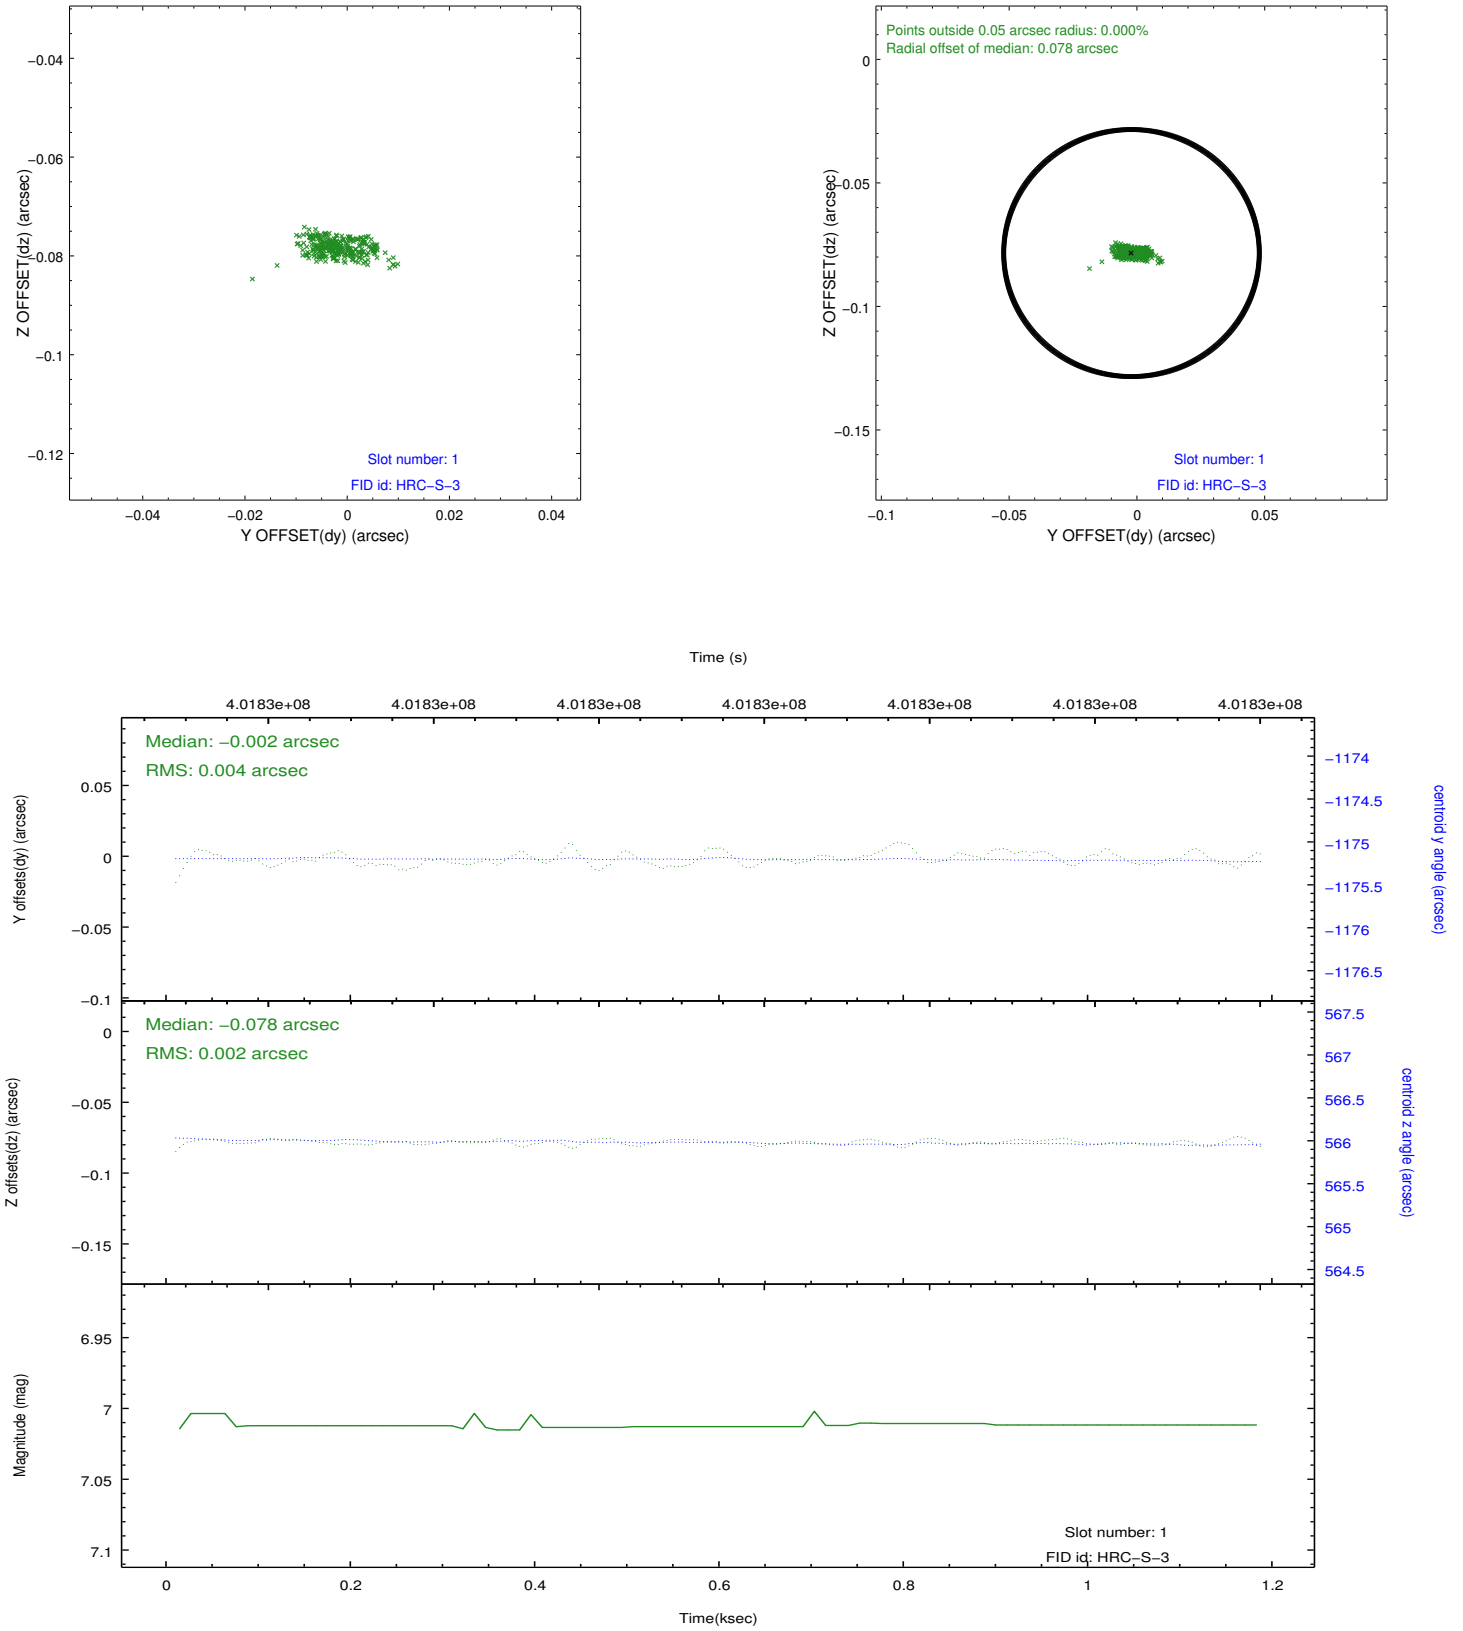 −0.04
−0.06
−0.08
−0.1
−0.12
Z OFFSET(dz) (arcsec)
Slot number: 1
FID id: HRC−S−3
−0.04 −0.02 0 0.02 0.04
Y OFFSET(dy) (arcsec)
Points outside 0.05 arcsec radius: 0.000%
Radial offset of median: 0.078 arcsec
0
−0.05
−0.1
−0.15
Z OFFSET(dz) (arcsec)
Slot number: 1
FID id: HRC−S−3
−0.1 −0.05 0 0.05
Y OFFSET(dy) (arcsec)
Time (s)
4.0183e+08 4.0183e+08 4.0183e+08 4.0183e+08 4.0183e+08 4.0183e+08 4.0183e+08
Median: −0.002 arcsec
RMS: 0.004 arcsec
0.05
0
−0.05
−0.1
Y offsets(dy) (arcsec)
−1174
−1174.5
−1175
−1175.5
−1176
−1176.5
centroid y angle (arcsec)
Median: −0.078 arcsec
RMS: 0.002 arcsec
0
−0.05
−0.1
−0.15
Z offsets(dz) (arcsec)
567.5
567
566.5
566
565.5
565
564.5
centroid z angle (arcsec)
6.95
7
7.05
7.1
Magnitude (mag)
Slot number: 1
FID id: HRC−S−3
0 0.2 0.4 0.6 0.8 1 1.2
Time(ksec)